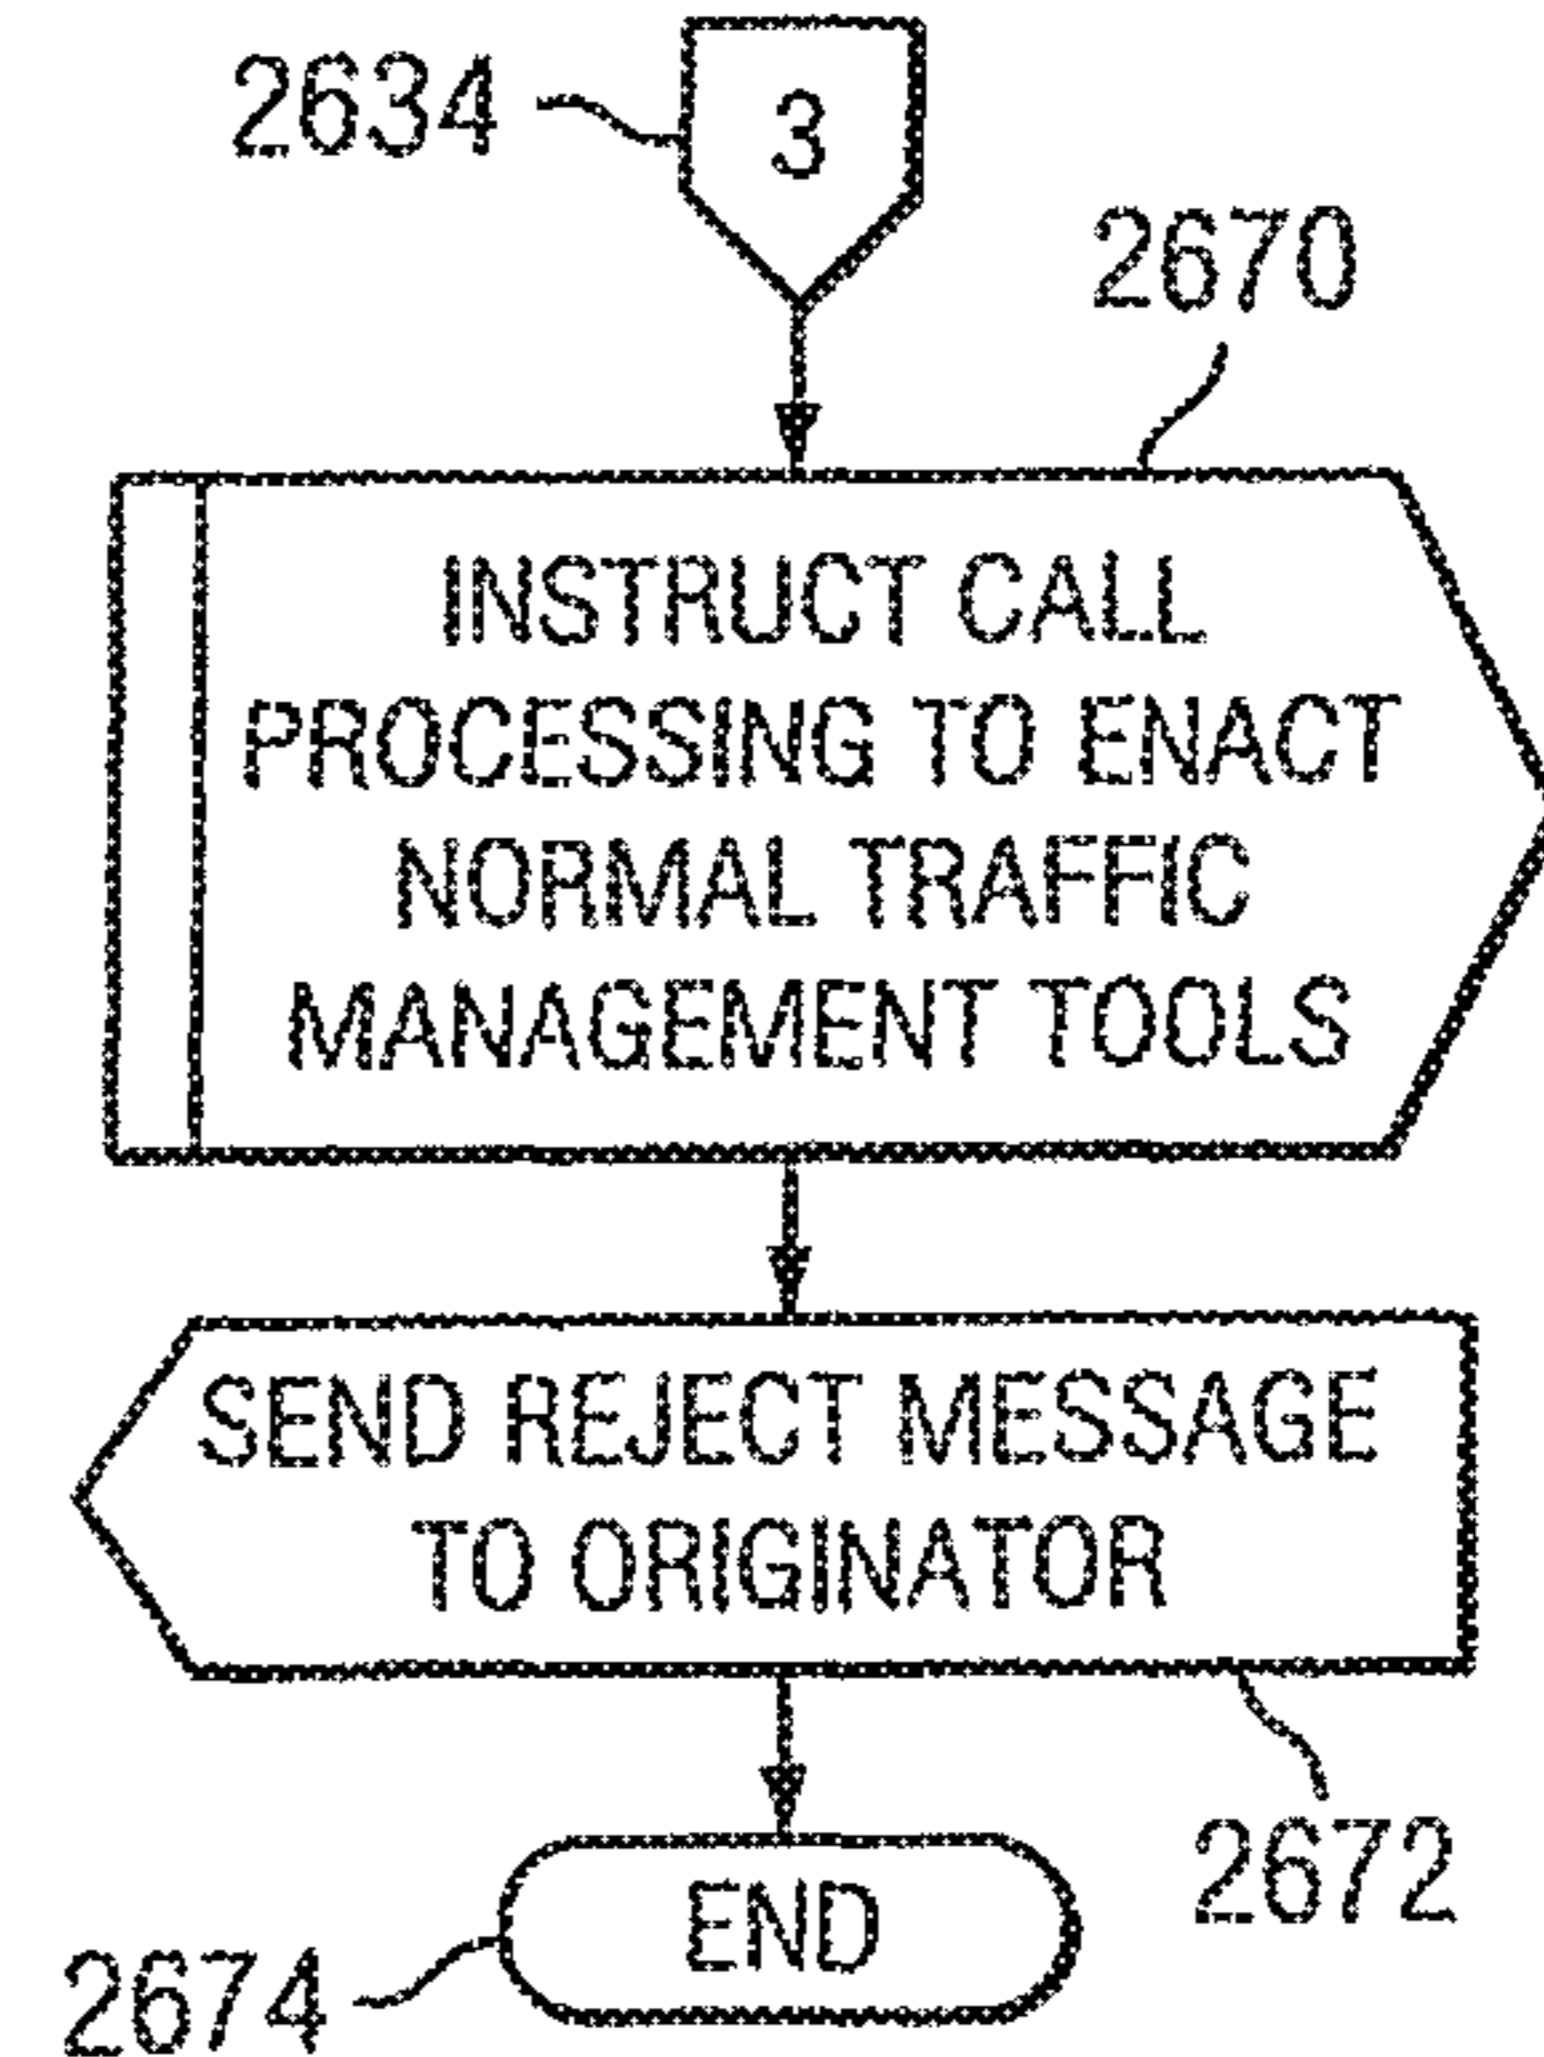 2634
3
2670
INSTRUCT CALL
PROCESSING TO ENACT
NORMAL TRAFFIC
MANAGEMENT TOOLS
SEND REJECT MESSAGE
TO ORIGINATOR
2672
END
2674